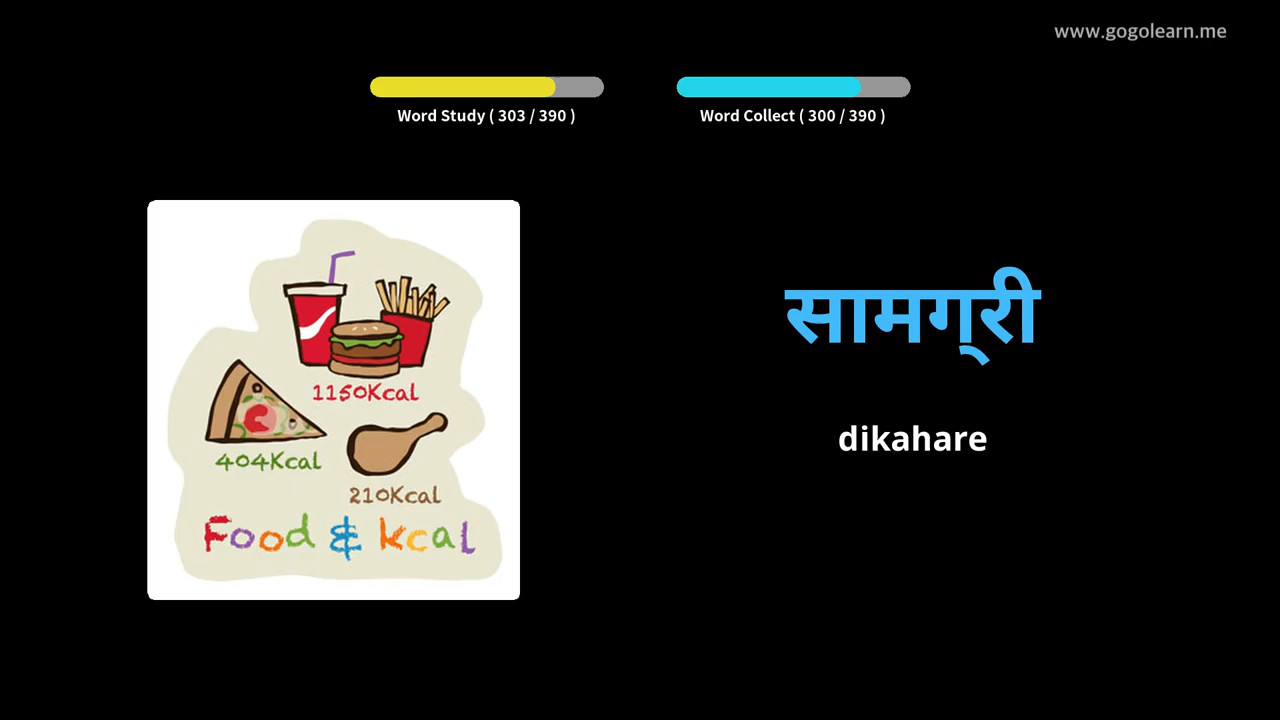 www.gogolearn.me
Word Study ( 303 / 390 )
Word Collect ( 300 / 390 )
1150Kcal
404Kcal
210Kcal
Food & kcal
सामग्‌री
dikahare